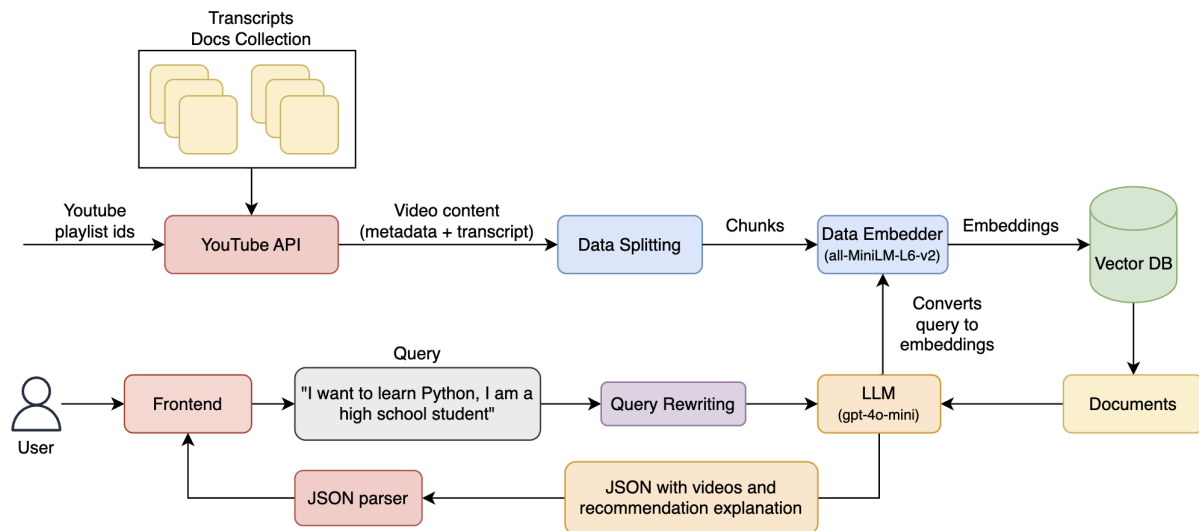 Transcripts
Docs Collection
Youtube
playlist ids
YouTube API
Video content
(metadata + transcript)
Data Splitting
Chunks
Data Embedder
(all-MiniLM-L6-v2)
Embeddings
Vector DB
Converts
query to
embeddings
User
Frontend
Query
"I want to learn Python, I am a
high school student"
Query Rewriting
LLM
(gpt-4o-mini)
Documents
JSON parser
JSON with videos and
recommendation explanation